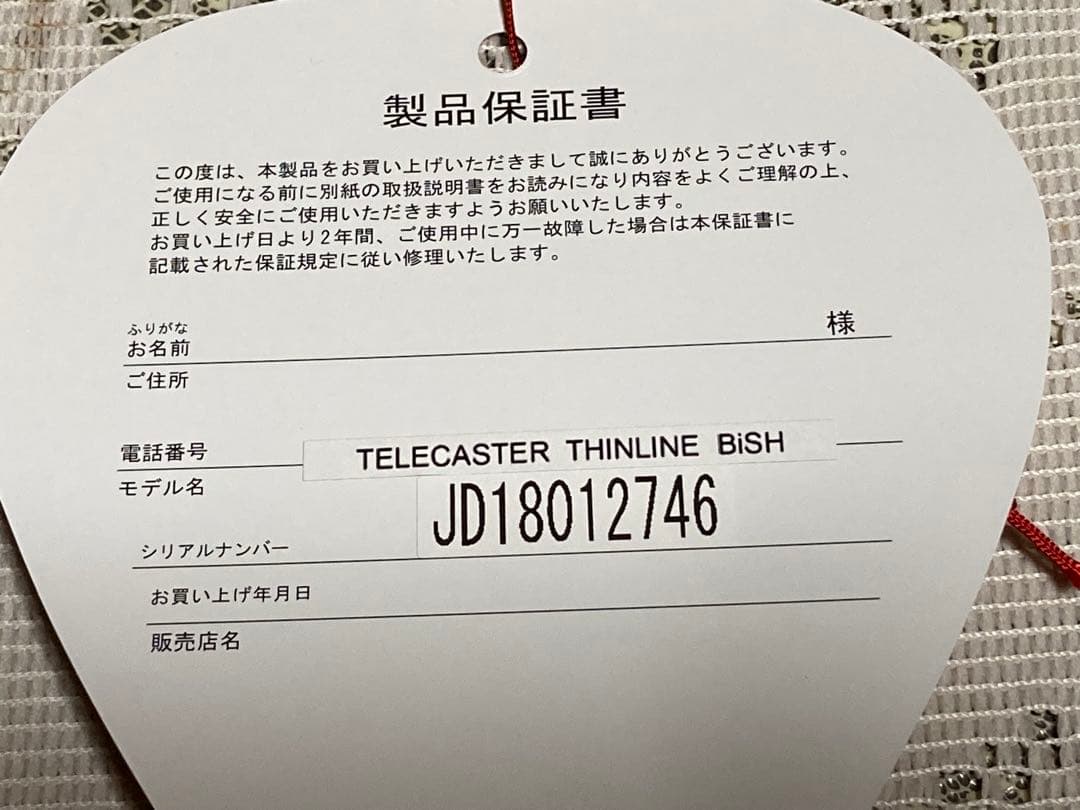 製品保証書
この度は、本製品をお買い上げいただきまして誠にありがとうございます。
ご使用になる前に別紙の取扱説明書をお読みになり内容をよくご理解の上、
正しく安全にご使用いただきますようお願いいたします。
お買い上げ日より2年間、ご使用中に万一故障した場合は本保証書に
記載された保証規定に従い修理いたします。
ふりがな
お名前 様
ご住所
電話番号
TELECASTER THINLINE BiSH
モデル名
JD18012746
シリアルナンバー
お買い上げ年月日
販売店名